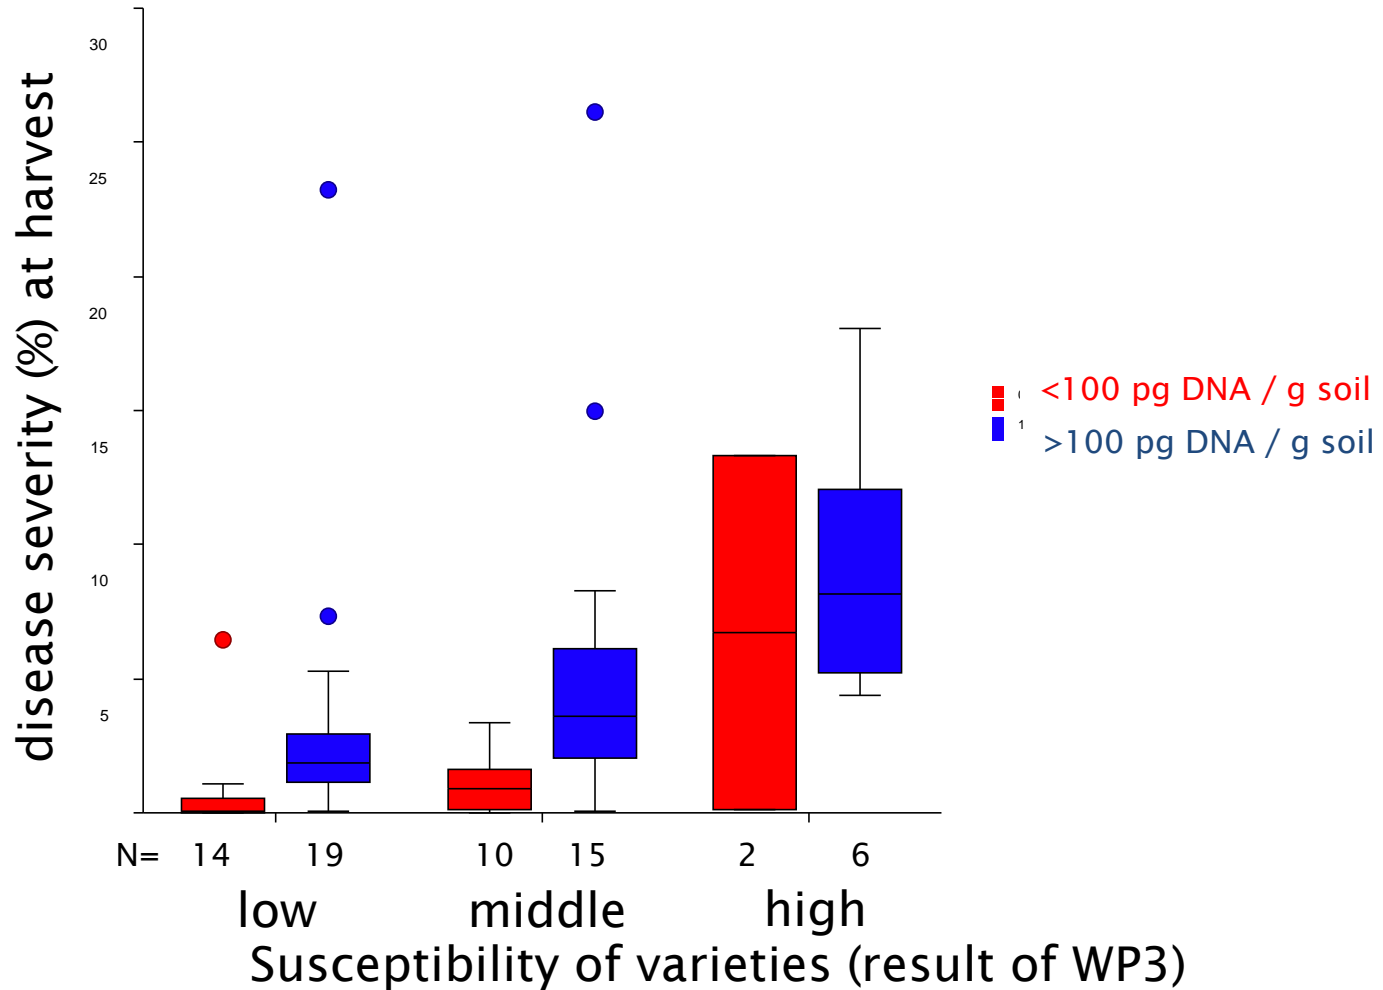 disease severity (%) at harvest
30
25
20
15
10
5
<100 pg DNA / g soil
1
>100 pg DNA / g soil
N= 14 19 10 15 2 6
low middle high
Susceptibility of varieties (result of WP3)